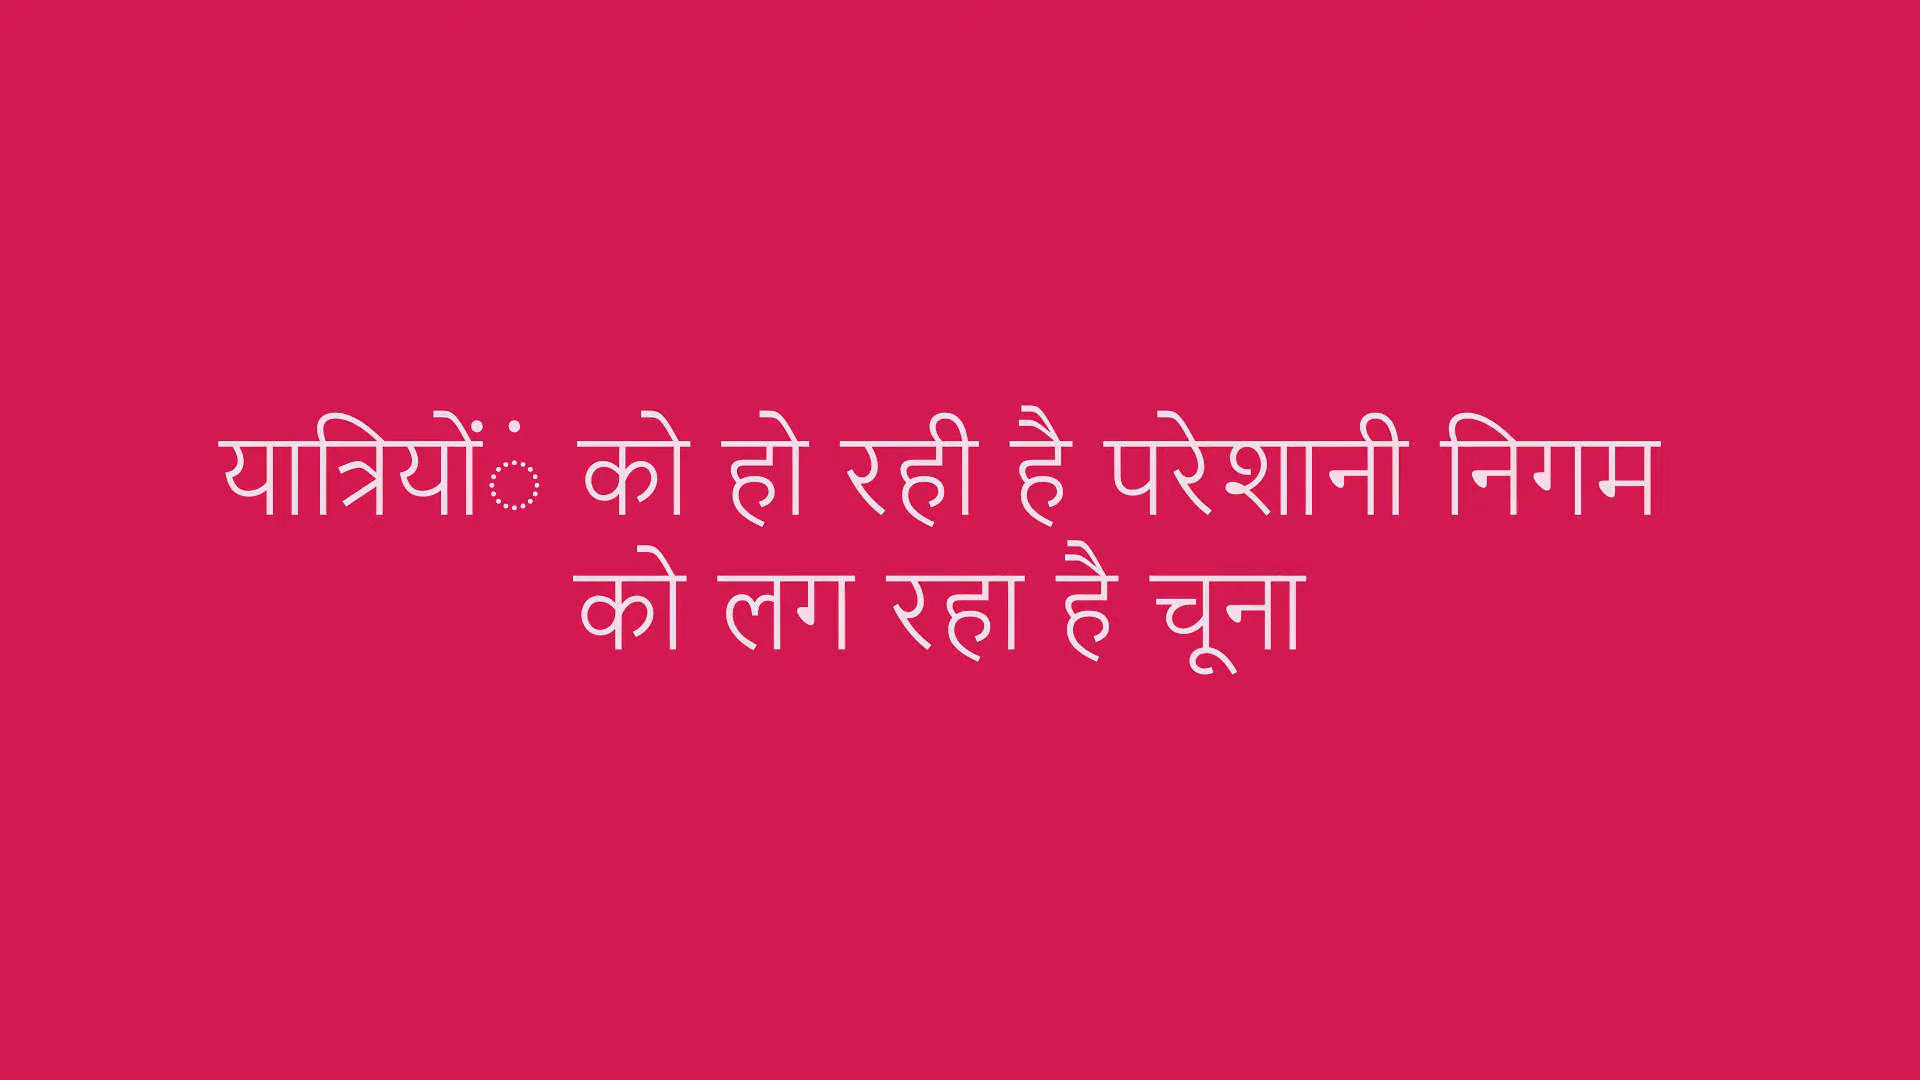 यात्रियोंं को हो रही है परेशानी निगम
को लग रहा है चूना